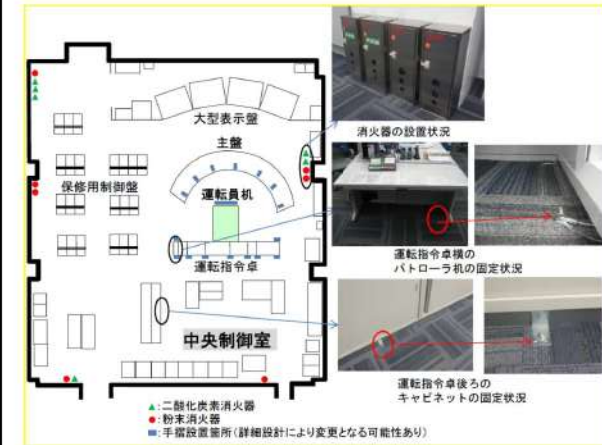 大型表示盤
消火器の設置状況
主盤
保修用制御盤
運転員机
運転指令卓
運転指令卓横の
パトローラ机の固定状況
中央制御室
運転指令卓後ろの
キャビネットの固定状況
▲:二酸化炭素消火器
●:粉末消火器
■:手摺設置箇所(詳細設計により変更となる可能性あり)